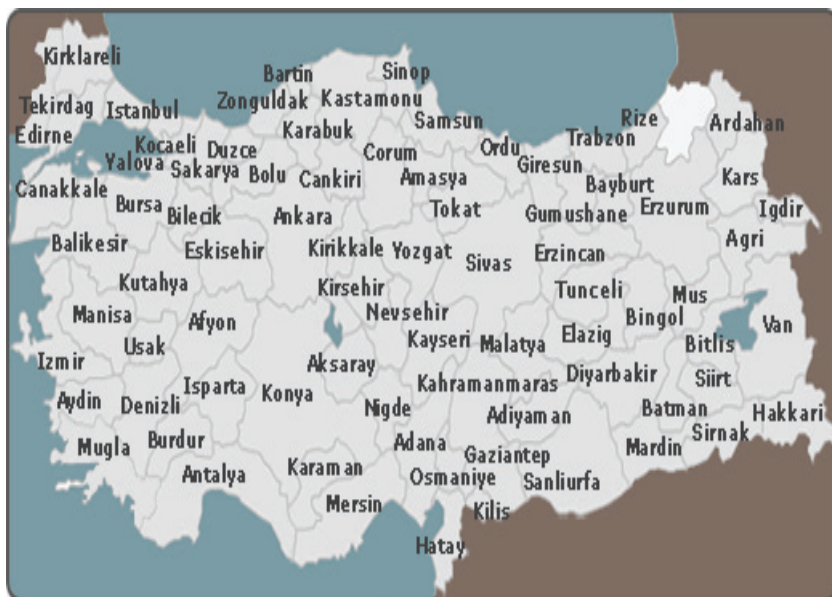 Kirklareli
Bartin
Sinop
Tekirdag
Istanbul
Zonguldak
Kastamonu
Samsun
Rize
Ardahan
Edirne
Kocaeli
Duzce
Karabuk
Corum
Ordu
Trabzon
Yalova
Sakarya
Bolu
Cankiri
Amasya
Giresun
Bayburt
Kars
Canakkale
Bursa
Bilecik
Ankara
Tokat
Gumushane
Erzurum
Igdir
Balikesir
Eskisehir
Kirikkale
Yozgat
Sivas
Erzincan
Agri
Kutahya
Kirsehir
Tunceli
Mus
Manisa
Afyon
Nevsehir
Bingol
Van
Izmir
Usak
Aksaray
Kayseri
Malatya
Elazig
Bitlis
Aydin
Denizli
Isparta
Konya
Nigde
Kahramanmaras
Diyarbakir
Siirt
Mugla
Burdur
Adana
Adiyaman
Batman
Hakkari
Antalya
Karaman
Osmaniye
Gaziantep
Sanliurfa
Mardin
Sirnak
Mersin
Kilis
Hatay